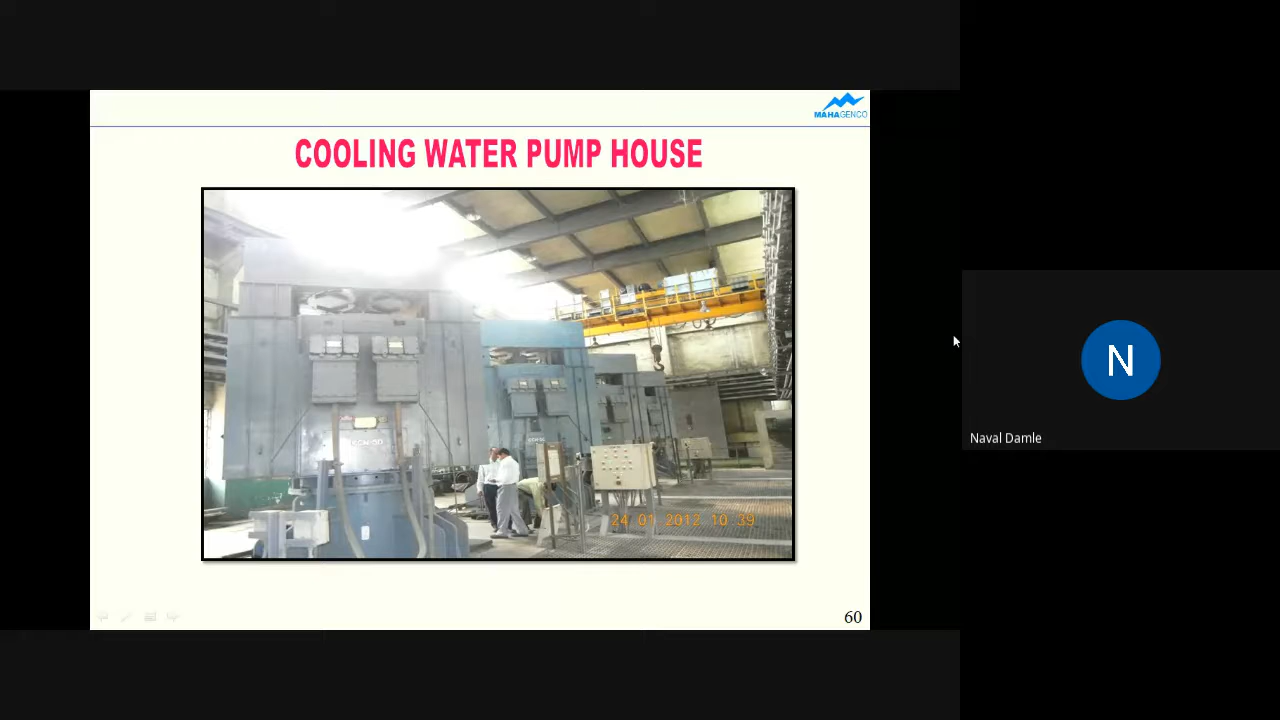 MAHAGENCO
COOLING WATER PUMP HOUSE
24 01 2012 10 39
60
N
Naval Damle